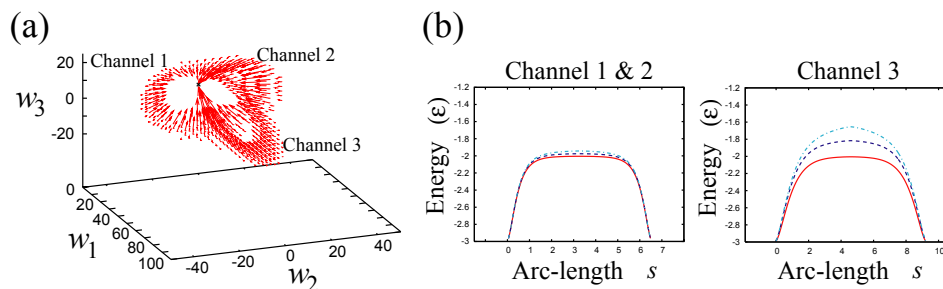 (a)
Channel 1
Channel 2
Channel 3
w3
20
0
-20
0
20
40
60
80
100
w1
-40
-20
0
20
40
w2
(b)
Channel 1 & 2
Energy (ε)
-1.2
-1.4
-1.6
-1.8
-2.0
-2.2
-2.4
-2.6
-2.8
-3
0 1 2 3 4 5 6 7
Arc-length s
Channel 3
Energy (ε)
-1.2
-1.4
-1.6
-1.8
-2.0
-2.2
-2.4
-2.6
-2.8
-3
0 2 4 6 8 10
Arc-length s